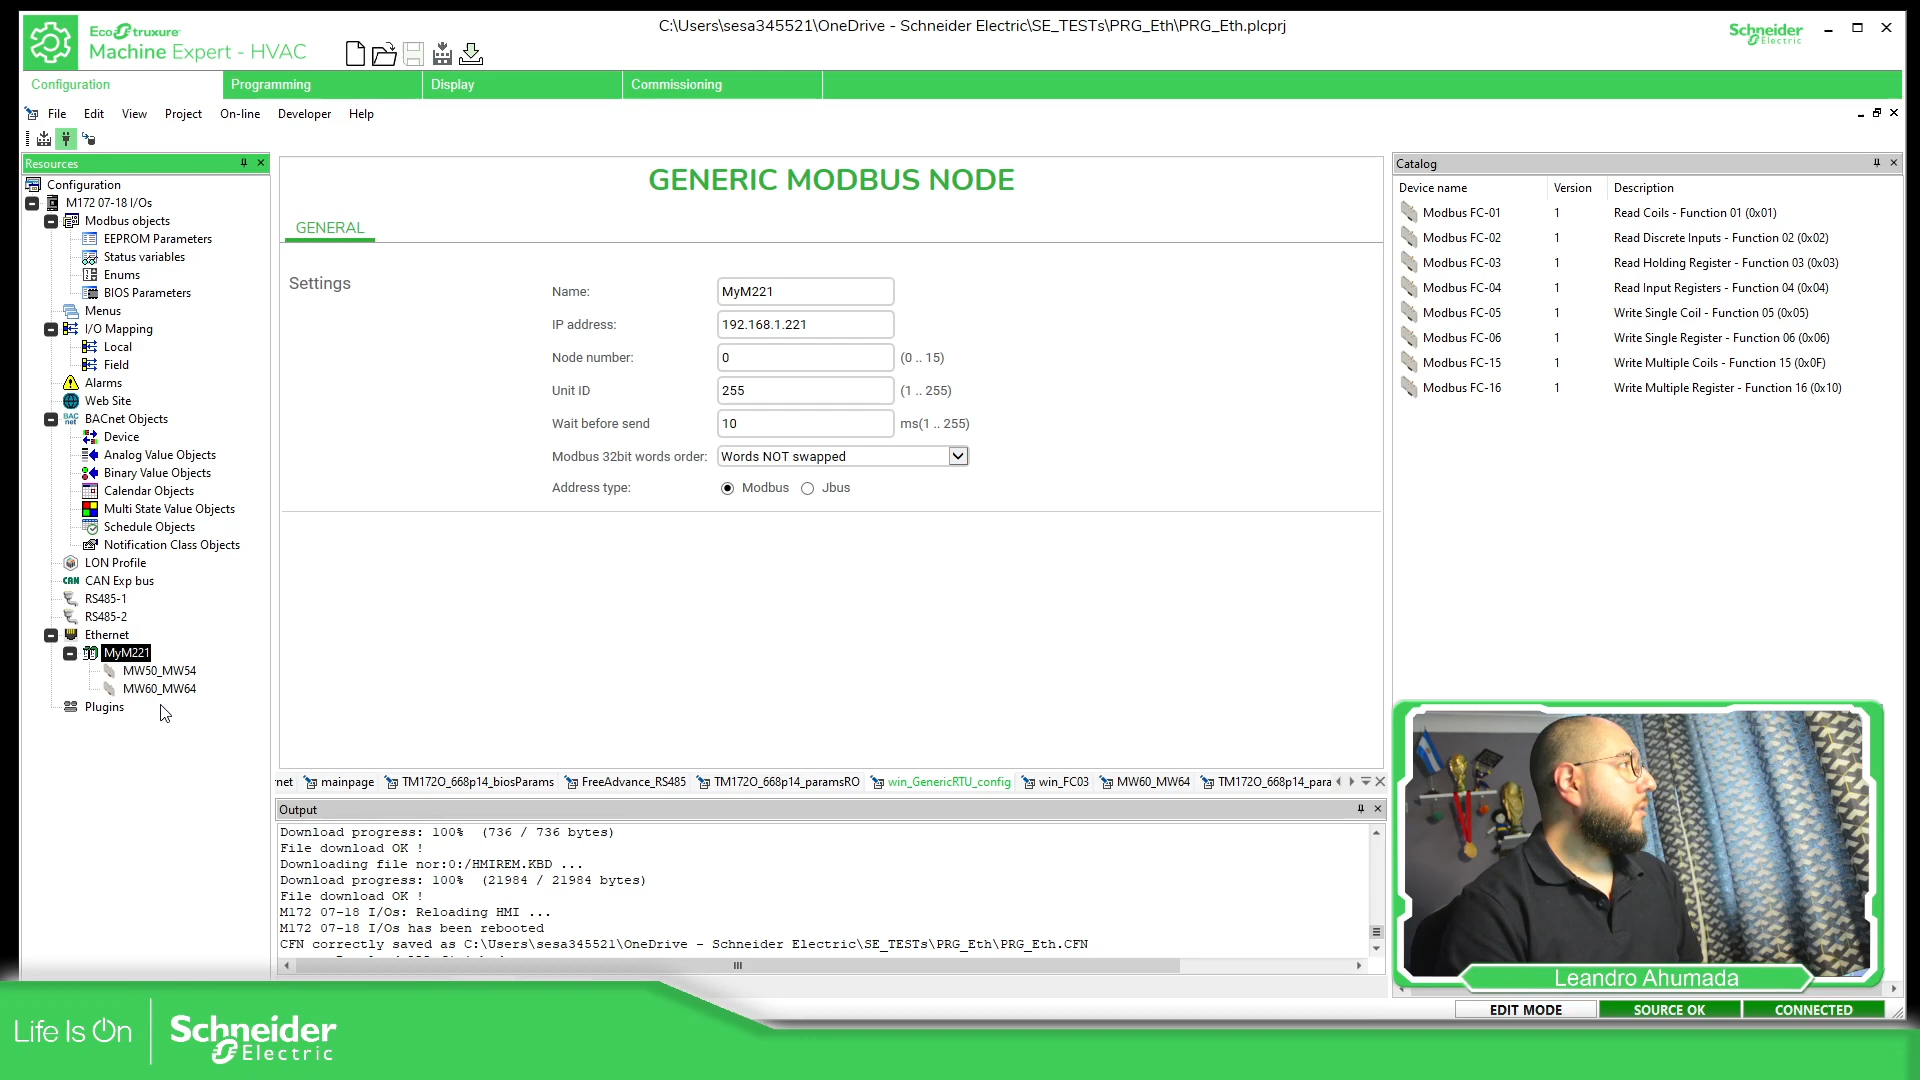 C:\Users\sesa345521\OneDrive - Schneider Electric\SE_TESTs\PRG_Eth\PRG_Eth.plcprj
EcoStruxure
Machine Expert - HVAC
Schneider
Electric
Configuration
Programming
Display
Commissioning
File Edit View Project On-line Developer Help
Resources
Configuration
M172 07-18 I/Os
Modbus objects
EEPROM Parameters
Status variables
Enums
BIOS Parameters
Menus
I/O Mapping
Local
Field
Alarms
Web Site
BAC
net
BACnet Objects
Device
Analog Value Objects
Binary Value Objects
Calendar Objects
Multi State Value Objects
Schedule Objects
Notification Class Objects
LON Profile
CAN CAN Exp bus
RS485-1
RS485-2
Ethernet
MyM221
MW50_MW54
MW60_MW64
Plugins
GENERIC MODBUS NODE
GENERAL
Settings
Name: MyM221
IP address: 192.168.1.221
Node number: 0 (0 .. 15)
Unit ID 255 (1 .. 255)
Wait before send 10 ms(1 .. 255)
Modbus 32bit words order: Words NOT swapped
Address type: Modbus Jbus
net mainpage TM172O_668p14_biosParams FreeAdvance_RS485 TM172O_668p14_paramsRO win_GenericRTU_config win_FC03 MW60_MW64 TM172O_668p14_para
Output
Download progress: 100% (736 / 736 bytes)
File download OK !
Downloading file nor:0:/HMIREM.KBD ...
Download progress: 100% (21984 / 21984 bytes)
File download OK !
M172 07-18 I/Os: Reloading HMI ...
M172 07-18 I/Os has been rebooted
CFN correctly saved as C:\Users\sesa345521\OneDrive - Schneider Electric\SE_TESTs\PRG_Eth\PRG_Eth.CFN
Catalog
Device name Version Description
Modbus FC-01 1 Read Coils - Function 01 (0x01)
Modbus FC-02 1 Read Discrete Inputs - Function 02 (0x02)
Modbus FC-03 1 Read Holding Register - Function 03 (0x03)
Modbus FC-04 1 Read Input Registers - Function 04 (0x04)
Modbus FC-05 1 Write Single Coil - Function 05 (0x05)
Modbus FC-06 1 Write Single Register - Function 06 (0x06)
Modbus FC-15 1 Write Multiple Coils - Function 15 (0x0F)
Modbus FC-16 1 Write Multiple Register - Function 16 (0x10)
Leandro Ahumada
EDIT MODE SOURCE OK CONNECTED
Life Is On
Schneider
Electric